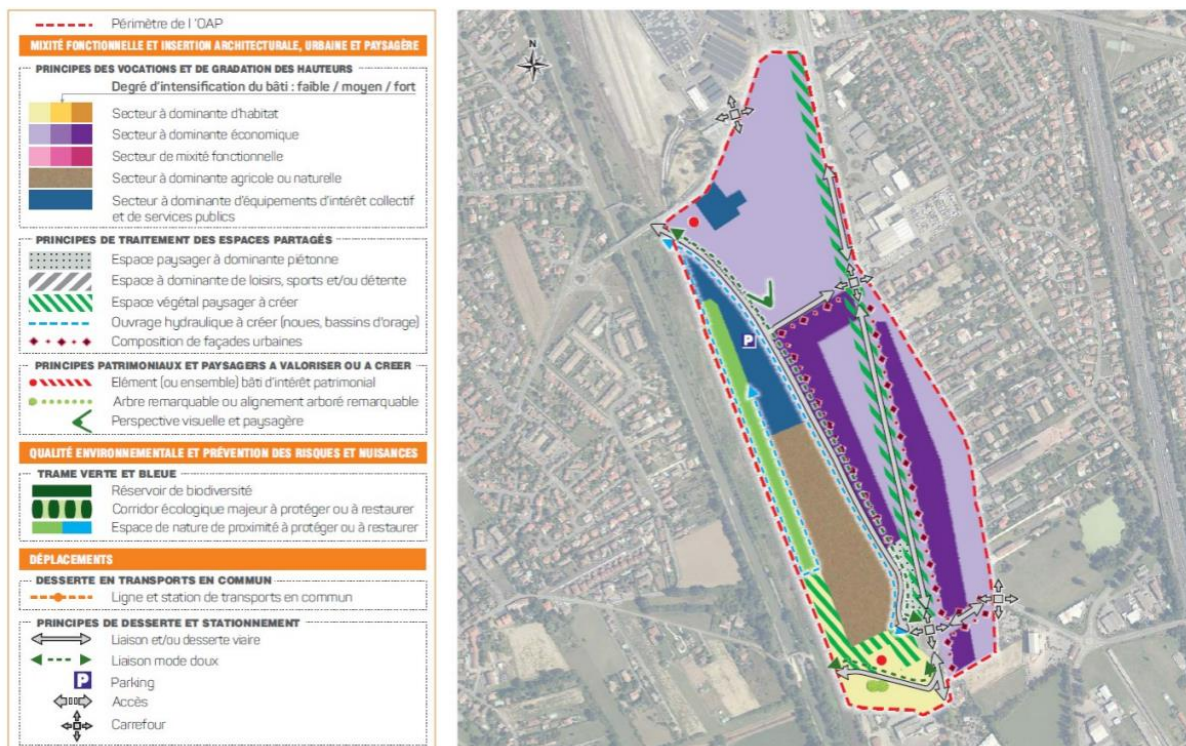 Périmètre de l ’OAP
MIXITÉ FONCTIONNELLE ET INSERTION ARCHITECTURALE, URBAINE ET PAYSAGÈRE
PRINCIPES DES VOCATIONS ET DE GRADATION DES HAUTEURS
Degré d'intensification du bâti : faible / moyen / fort
Secteur à dominante d'habitat
Secteur à dominante économique
Secteur de mixité fonctionnelle
Secteur à dominante agricole ou naturelle
Secteur à dominante d'équipements d'intérêt collectif
et de services publics
PRINCIPES DE TRAITEMENT DES ESPACES PARTAGÉS
Espace paysager à dominante piétonne
Espace à dominante de loisirs, sports et/ou détente
Espace végétal paysager à créer
Ouvrage hydraulique à créer (noues, bassins d'orage)
Composition de façades urbaines
PRINCIPES PATRIMONIAUX ET PAYSAGERS A VALORISER OU A CREER
Elément (ou ensemble) bâti d'intérêt patrimonial
Arbre remarquable ou alignement arboré remarquable
Perspective visuelle et paysagère
QUALITÉ ENVIRONNEMENTALE ET PRÉVENTION DES RISQUES ET NUISANCES
TRAME VERTE ET BLEUE
Réservoir de biodiversité
Corridor écologique majeur à protéger ou à restaurer
Espace de nature de proximité à protéger ou à restaurer
DÉPLACEMENTS
DESSERTE EN TRANSPORTS EN COMMUN
Ligne et station de transports en commun
PRINCIPES DE DESSERTE ET STATIONNEMENT
Liaison et/ou desserte viaire
Liaison mode doux
P Parking
Accès
Carrefour
N
P